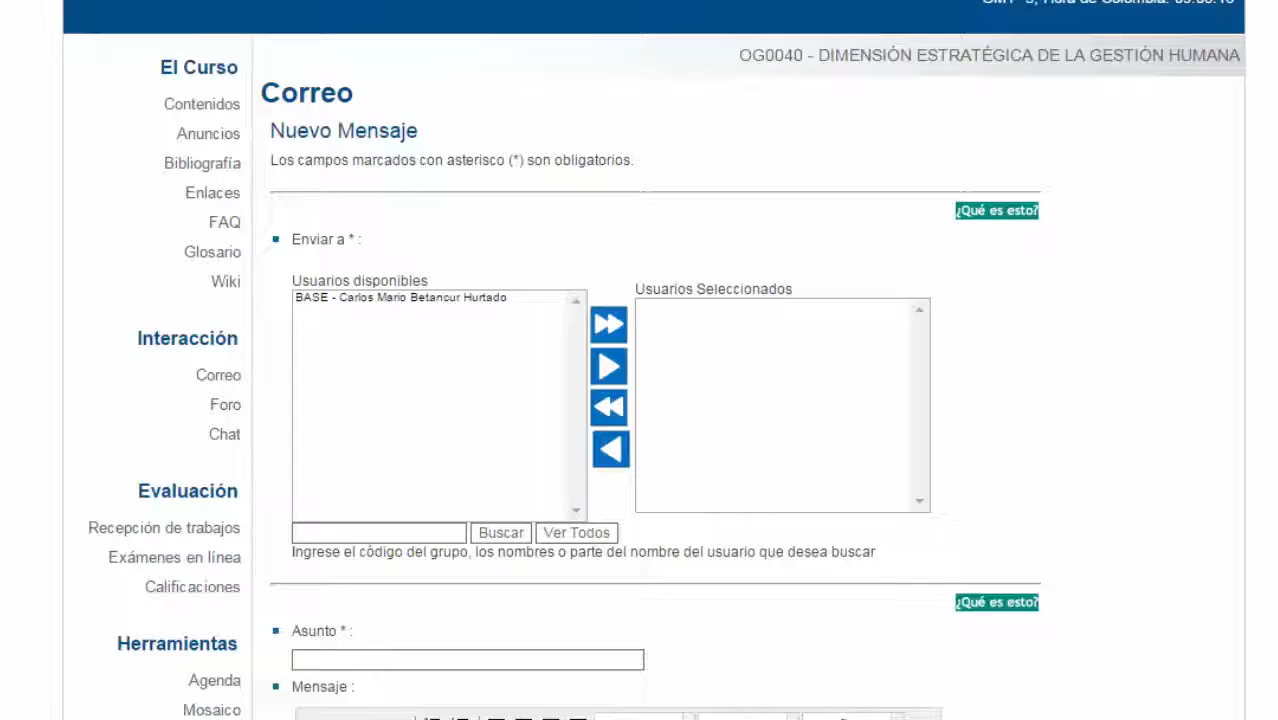 OG0040 - DIMENSIÓN ESTRATÉGICA DE LA GESTIÓN HUMANA
El Curso
Contenidos
Anuncios
Bibliografía
Enlaces
FAQ
Glosario
Wiki
Interacción
Correo
Foro
Chat
Evaluación
Recepción de trabajos
Exámenes en línea
Calificaciones
Herramientas
Agenda
Mosaico
Correo
Nuevo Mensaje
Los campos marcados con asterisco (*) son obligatorios.
¿Qué es esto?
Enviar a * :
Usuarios disponibles
BASE - Carlos Mario Betancur Hurtado
Usuarios Seleccionados
Buscar
Ver Todos
Ingrese el código del grupo, los nombres o parte del nombre del usuario que desea buscar
¿Qué es esto?
Asunto * :
Mensaje :